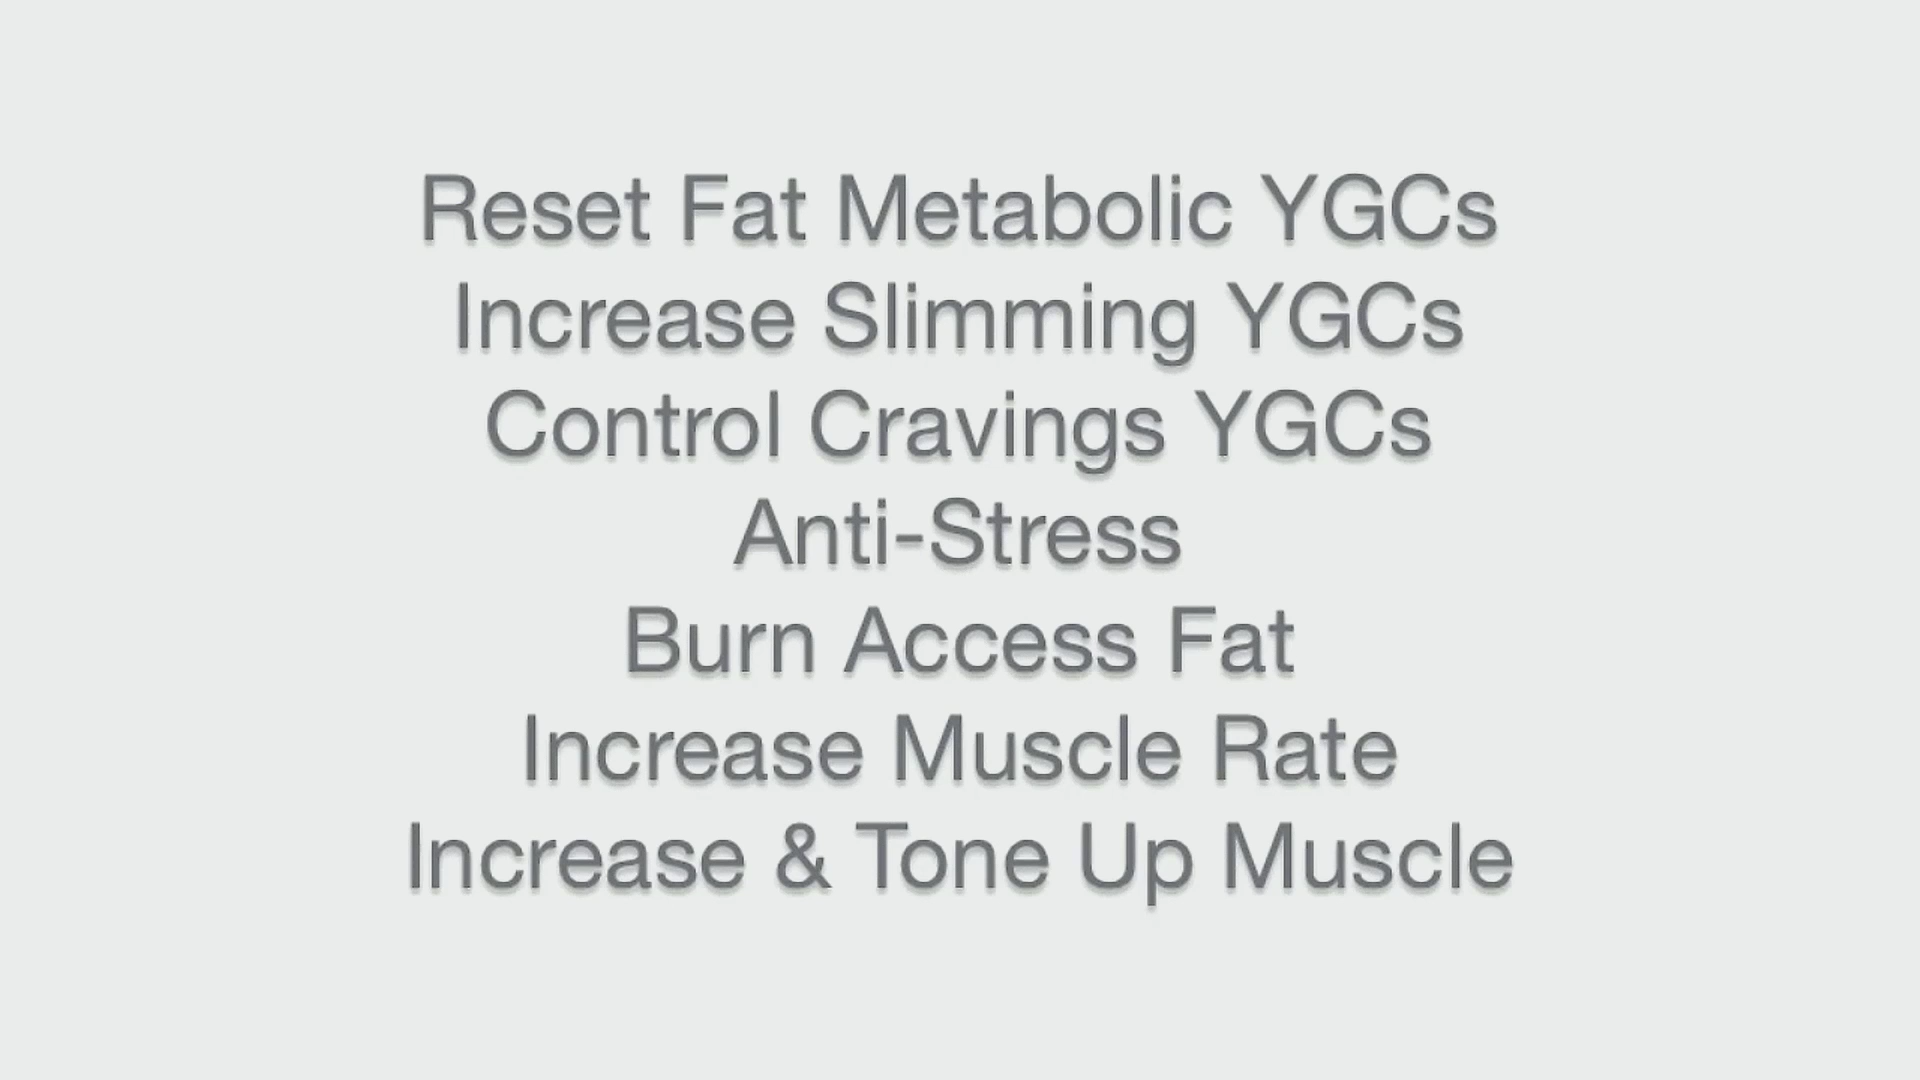 Reset Fat Metabolic YGCs
Increase Slimming YGCs
Control Cravings YGCs
Anti-Stress
Burn Access Fat
Increase Muscle Rate
Increase & Tone Up Muscle